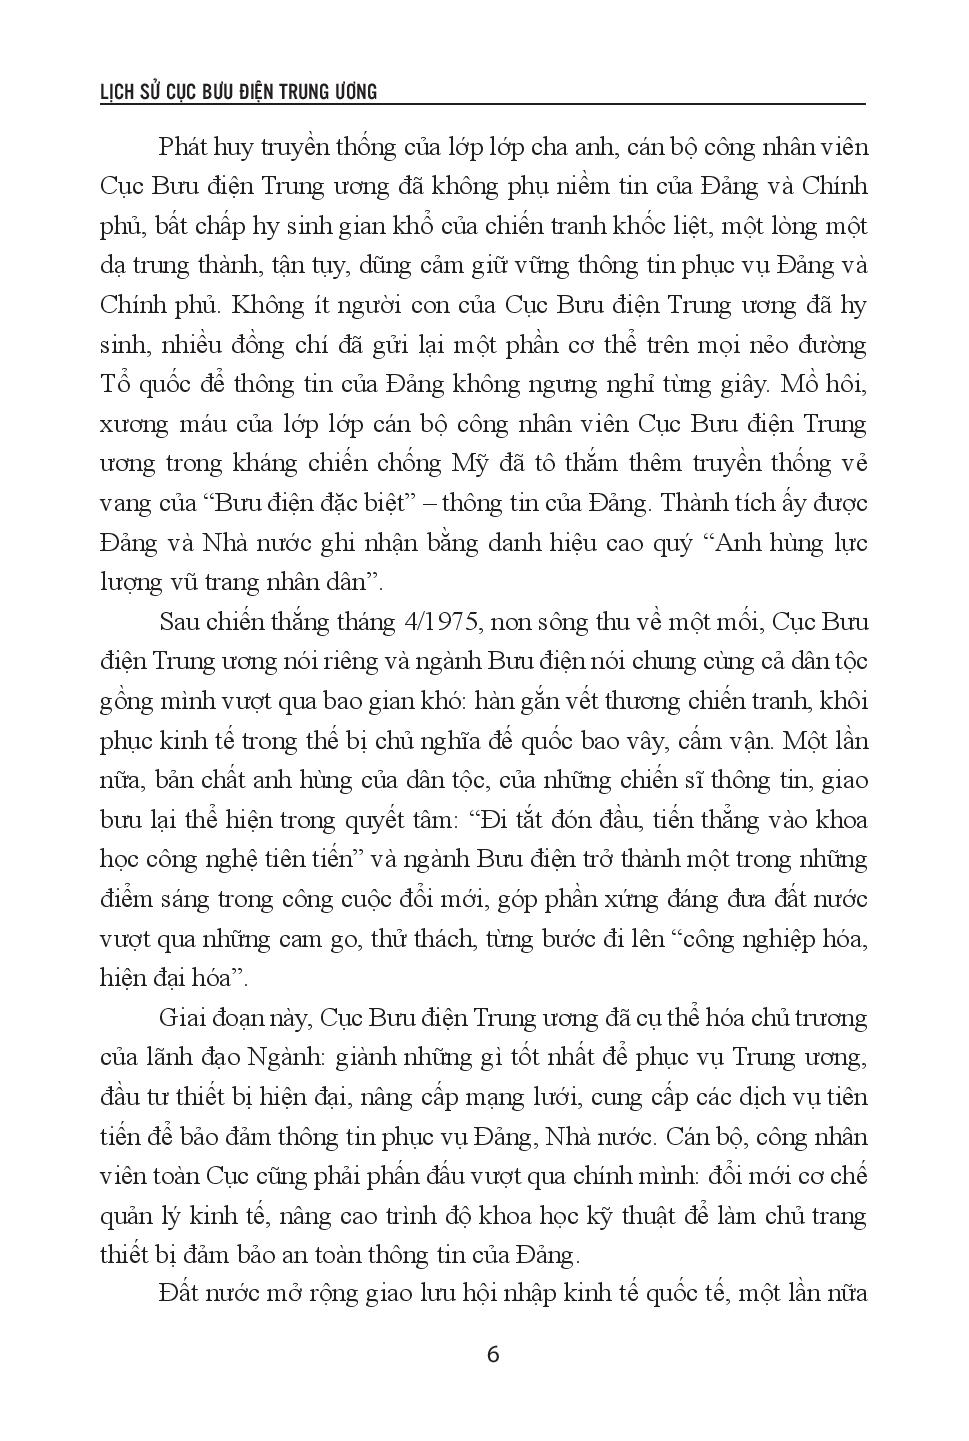 LỊCH SỬ CỤC BƯU ĐIỆN TRUNG ƯƠNG
Phát huy truyền thống của lớp lớp cha anh, cán bộ công nhân viên
Cục Bưu điện Trung ương đã không phụ niềm tin của Đảng và Chính
phủ, bất chấp hy sinh gian khổ của chiến tranh khốc liệt, một lòng một
dạ trung thành, tận tụy, dũng cảm giữ vững thông tin phục vụ Đảng và
Chính phủ. Không ít người con của Cục Bưu điện Trung ương đã hy
sinh, nhiều đồng chí đã gửi lại một phần cơ thể trên mọi nẻo đường
Tổ quốc để thông tin của Đảng không ngưng nghỉ từng giây. Mồ hôi,
xương máu của lớp lớp cán bộ công nhân viên Cục Bưu điện Trung
ương trong kháng chiến chống Mỹ đã tô thắm thêm truyền thống vẻ
vang của “Bưu điện đặc biệt” – thông tin của Đảng. Thành tích ấy được
Đảng và Nhà nước ghi nhận bằng danh hiệu cao quý “Anh hùng lực
lượng vũ trang nhân dân”.
Sau chiến thắng tháng 4/1975, non sông thu về một mối, Cục Bưu
điện Trung ương nói riêng và ngành Bưu điện nói chung cùng cả dân tộc
gồng mình vượt qua bao gian khó: hàn gắn vết thương chiến tranh, khôi
phục kinh tế trong thế bị chủ nghĩa đế quốc bao vây, cấm vận. Một lần
nữa, bản chất anh hùng của dân tộc, của những chiến sĩ thông tin, giao
bưu lại thể hiện trong quyết tâm: “Đi tắt đón đầu, tiến thẳng vào khoa
học công nghệ tiên tiến” và ngành Bưu điện trở thành một trong những
điểm sáng trong công cuộc đổi mới, góp phần xứng đáng đưa đất nước
vượt qua những cam go, thử thách, từng bước đi lên “công nghiệp hóa,
hiện đại hóa”.
Giai đoạn này, Cục Bưu điện Trung ương đã cụ thể hóa chủ trương
của lãnh đạo Ngành: giành những gì tốt nhất để phục vụ Trung ương,
đầu tư thiết bị hiện đại, nâng cấp mạng lưới, cung cấp các dịch vụ tiên
tiến để bảo đảm thông tin phục vụ Đảng, Nhà nước. Cán bộ, công nhân
viên toàn Cục cũng phải phấn đấu vượt qua chính mình: đổi mới cơ chế
quản lý kinh tế, nâng cao trình độ khoa học kỹ thuật để làm chủ trang
thiết bị đảm bảo an toàn thông tin của Đảng.
Đất nước mở rộng giao lưu hội nhập kinh tế quốc tế, một lần nữa
6